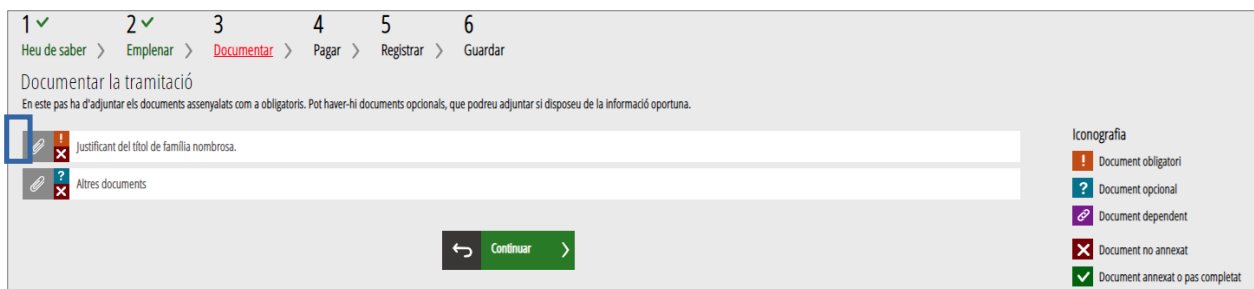 1 2 3 4 5 6
Heu de saber Emplenar Documentar Pagar Registrar Guardar
Documentar la tramitació
En este pas ha d'adjuntar els documents assenyalats com a obligatoris. Pot haver-hi documents opcionals, que podreu adjuntar si disposeu de la informació oportuna.
! Justificant del títol de família nombrosa.
? Altres documents
Continuar
Iconografia
! Document obligatori
? Document opcional
Document dependent
Document no annexat
Document annexat o pas completat